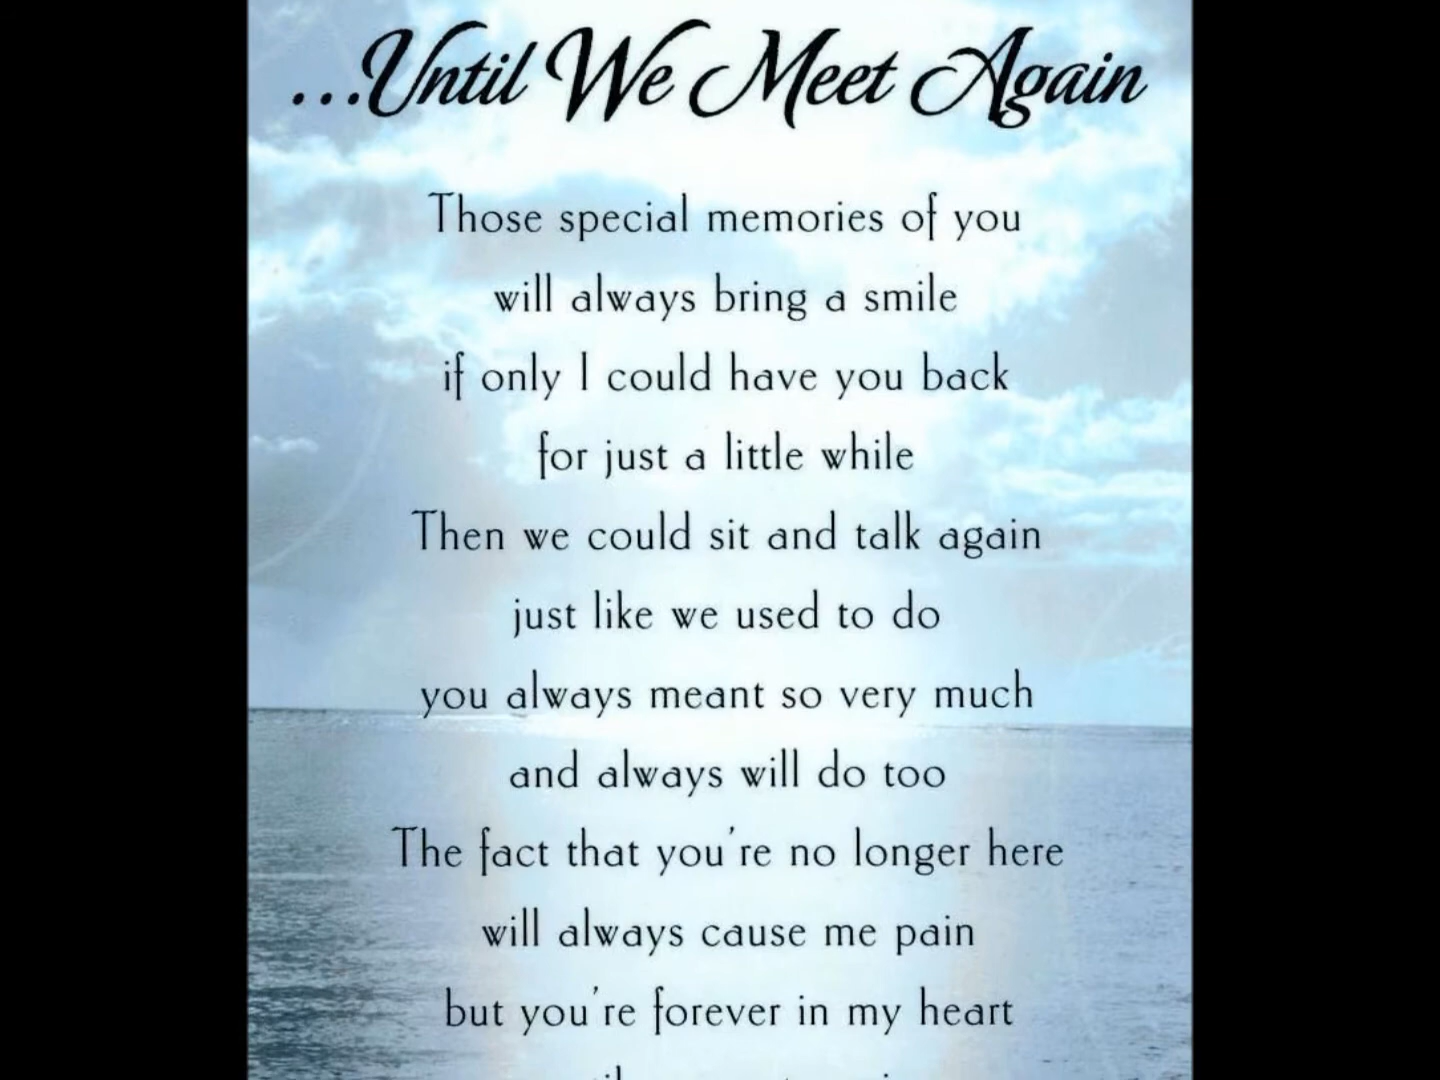 ...Until We Meet Again
Those special memories of you
will always bring a smile
if only I could have you back
for just a little while
Then we could sit and talk again
just like we used to do
you always meant so very much
and always will do too
The fact that you're no longer here
will always cause me pain
but you're forever in my heart